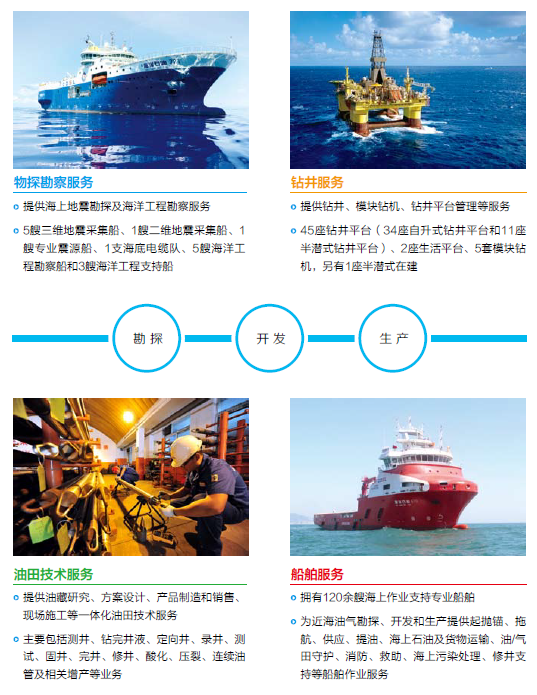 物探勘察服务
提供海上地震勘探及海洋工程勘察服务
5艘三维地震采集船、1艘二维地震采集船、1
艘专业震源船、1支海底电缆队、5艘海洋工
程勘察船和3艘海洋工程支持船
钻井服务
提供钻井、模块钻机、钻井平台管理等服务
45座钻井平台（34座自升式钻井平台和11座
半潜式钻井平台）、2座生活平台、5套模块钻
机，另有1座半潜式在建
勘探
开发
生产
油田技术服务
提供油藏研究、方案设计、产品制造和销售、
现场施工等一体化油田技术服务
主要包括测井、钻完井液、定向井、录井、测
试、固井、完井、修井、酸化、压裂、连续油
管及相关增产等业务
船舶服务
拥有120余艘海上作业支持专业船舶
为近海油气勘探、开发和生产提供起抛锚、拖
航、供应、提油、海上石油及货物运输、油/气
田守护、消防、救助、海上污染处理、修井支
持等船舶作业服务